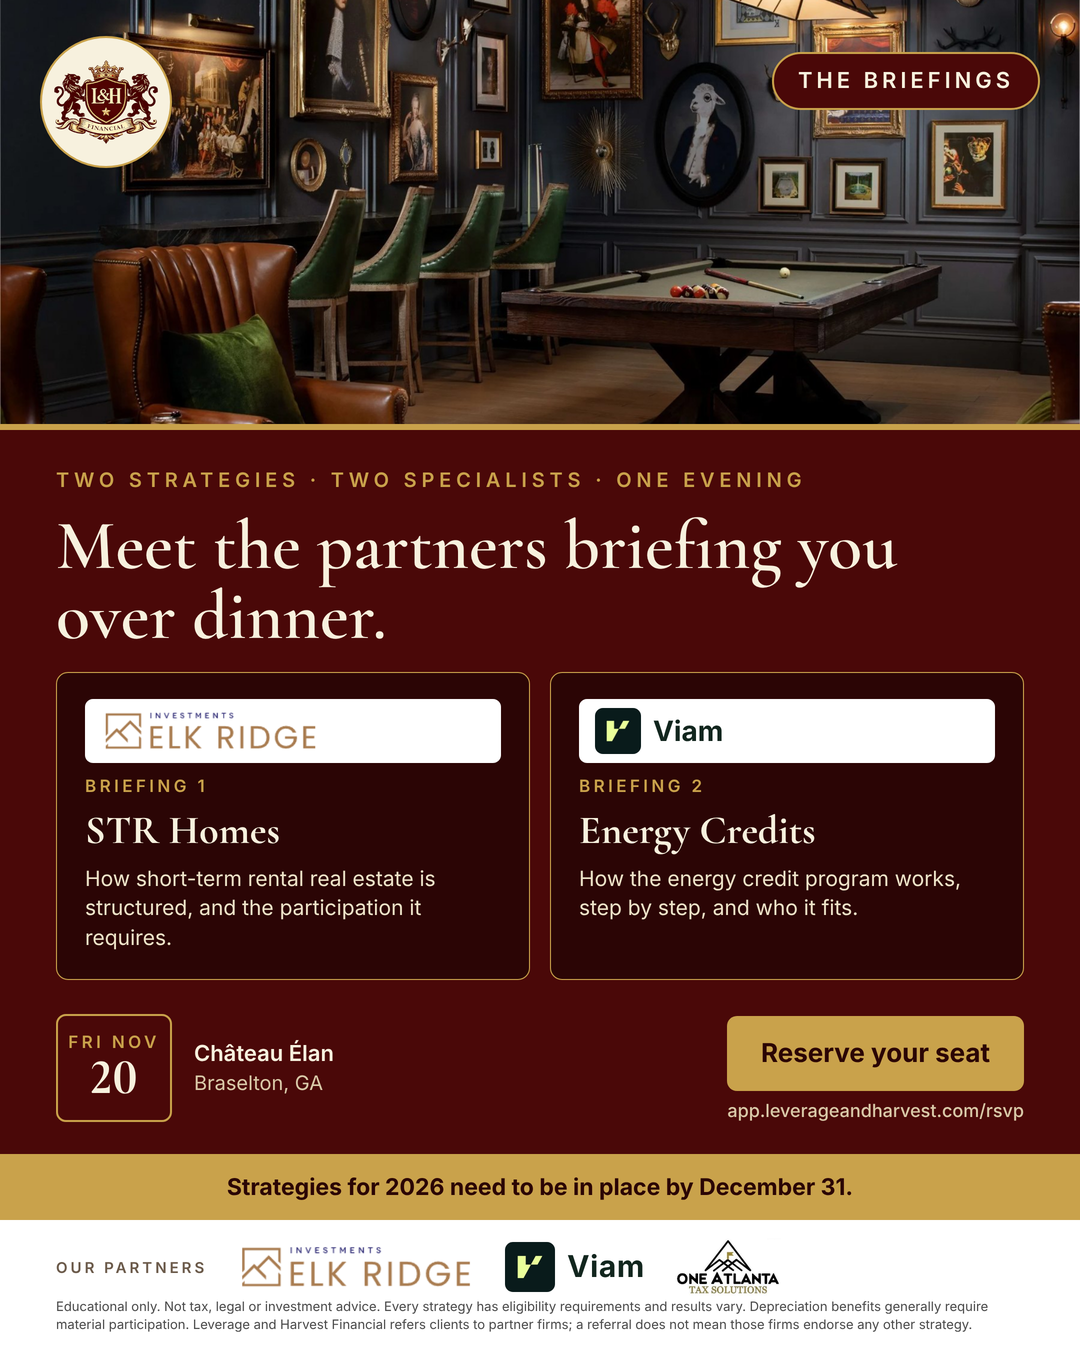 L&H
FINANCIAL
THE BRIEFINGS
TWO STRATEGIES · TWO SPECIALISTS · ONE EVENING
Meet the partners briefing you
over dinner.
INVESTMENTS
ELK RIDGE
BRIEFING 1
STR Homes
How short-term rental real estate is
structured, and the participation it
requires.
Viam
BRIEFING 2
Energy Credits
How the energy credit program works,
step by step, and who it fits.
FRI NOV
20
Château Élan
Braselton, GA
Reserve your seat
app.leverageandharvest.com/rsvp
Strategies for 2026 need to be in place by December 31.
OUR PARTNERS
INVESTMENTS
ELK RIDGE
Viam
ONE ATLANTA
TAX SOLUTIONS
Educational only. Not tax, legal or investment advice. Every strategy has eligibility requirements and results vary. Depreciation benefits generally require
material participation. Leverage and Harvest Financial refers clients to partner firms; a referral does not mean those firms endorse any other strategy.